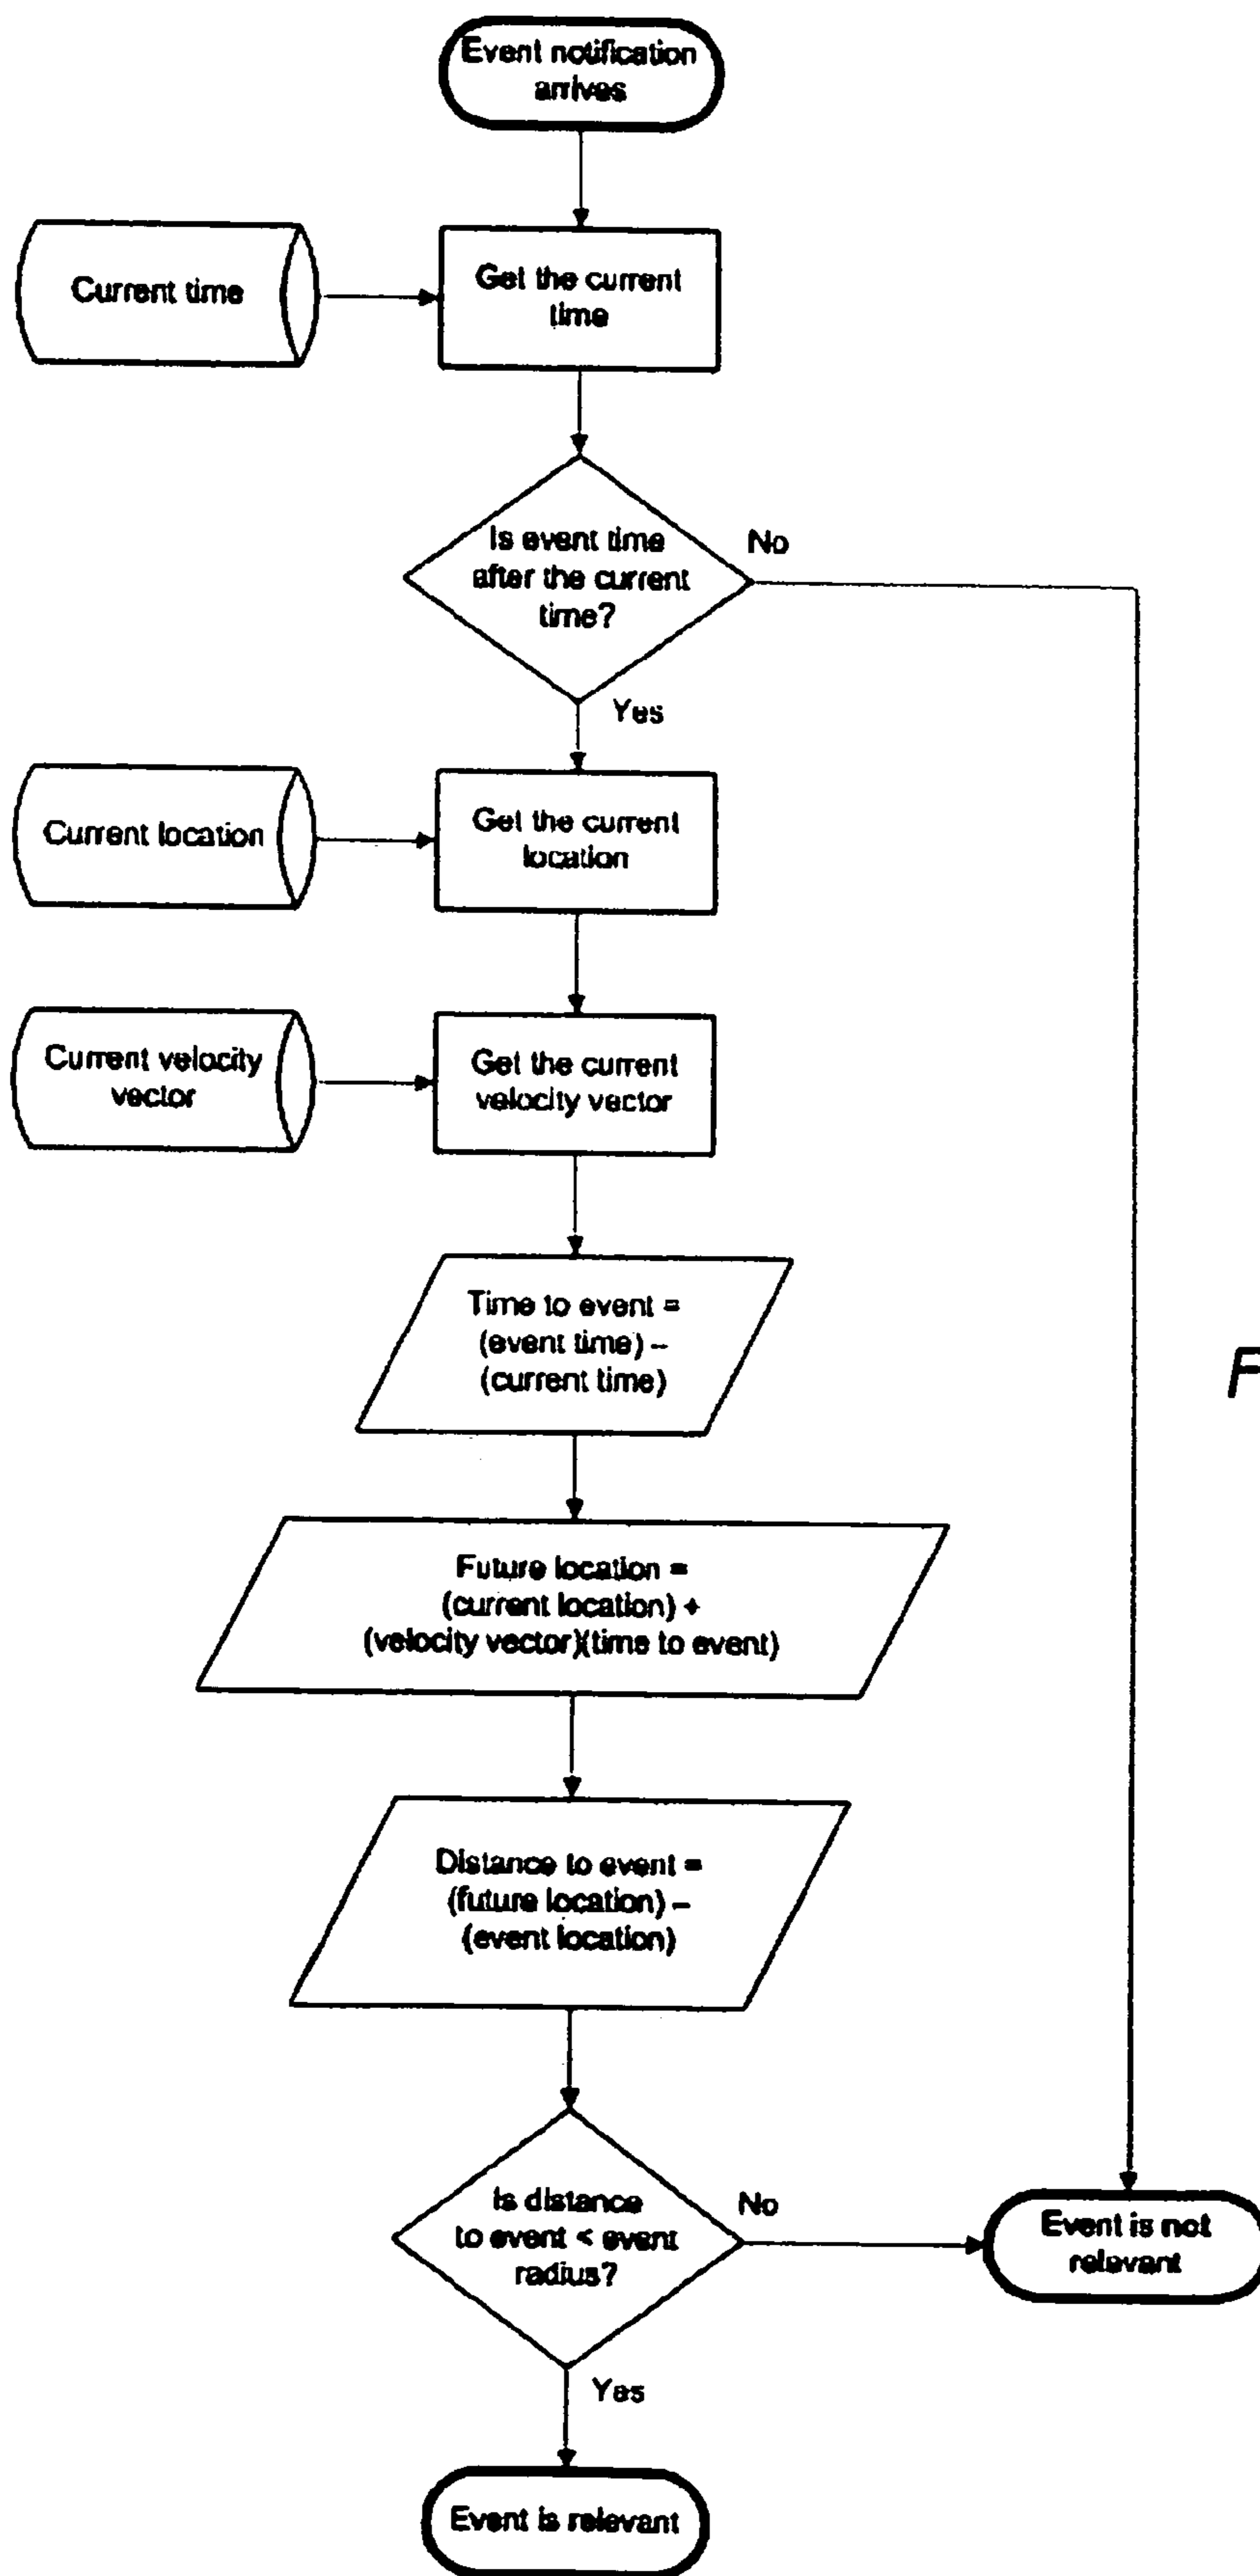 Event notification
arrives
Current time
Get the current
time
Is event time
after the current
time?
No
Yes
Current location
Get the current
location
Current velocity
vector
Get the current
velocity vector
Time to event =
(event time) –
(current time)
F
Future location =
(current location) +
(velocity vector)(time to event)
Distance to event =
(future location) –
(event location)
Is distance
to event < event
radius?
No
Event is not
relevant
Yes
Event is relevant